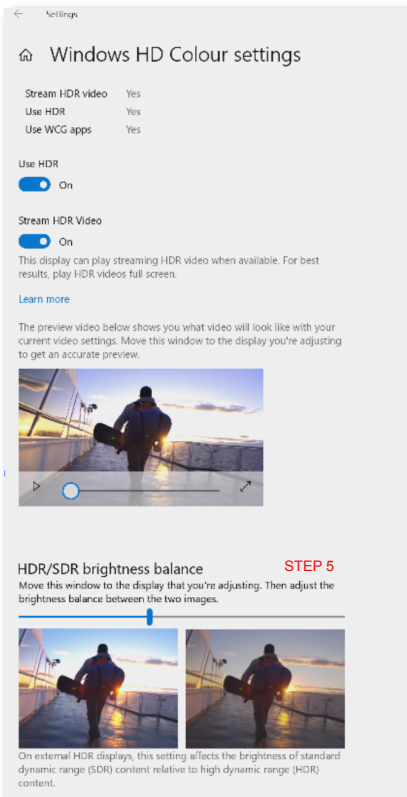 Settings
Windows HD Colour settings
Stream HDR video Yes
Use HDR Yes
Use WCG apps Yes
Use HDR
On
Stream HDR Video
On
This display can play streaming HDR video when available. For best
results, play HDR videos full screen.
Learn more
The preview video below shows you what video will look like with your
current video settings. Move this window to the display you're adjusting
to get an accurate preview.
HDR/SDR brightness balance STEP 5
Move this window to the display that you're adjusting. Then adjust the
brightness balance between the two images.
On external HDR displays, this setting affects the brightness of standard
dynamic range (SDR) content relative to high dynamic range (HDR)
content.